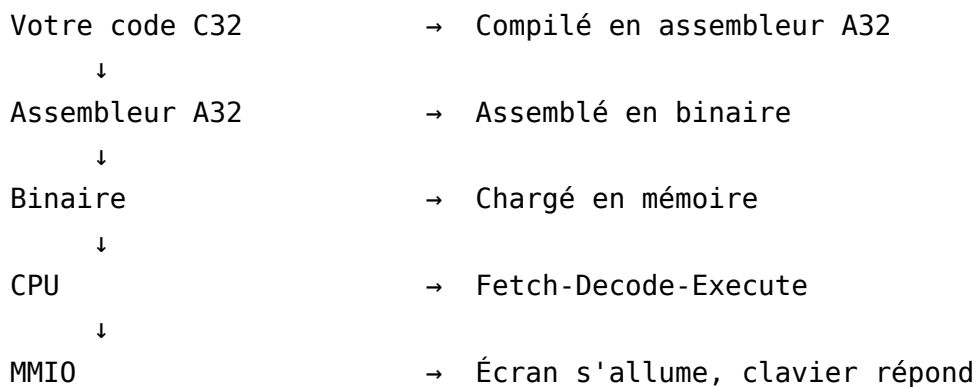 Votre code C32 → Compilé en assembleur A32
↓
Assembleur A32 → Assemblé en binaire
↓
Binaire → Chargé en mémoire
↓
CPU → Fetch-Decode-Execute
↓
MMIO → Écran s'allume, clavier répond